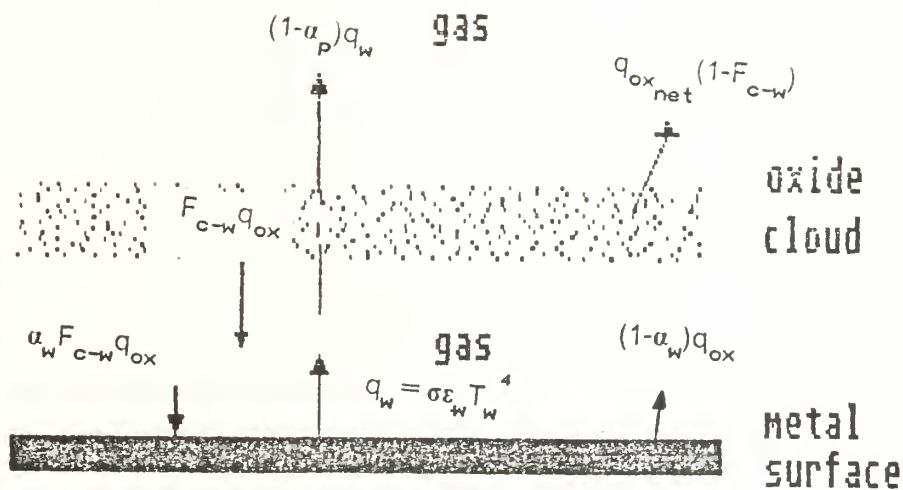 (1-α_p)q_w
gas
q_ox_net(1-F_c-w)
oxide
cloud
F_c-w q_ox
α_w F_c-w q_ox
gas
(1-α_w)q_ox
q_w = σε_w T_w^4
metal
surface